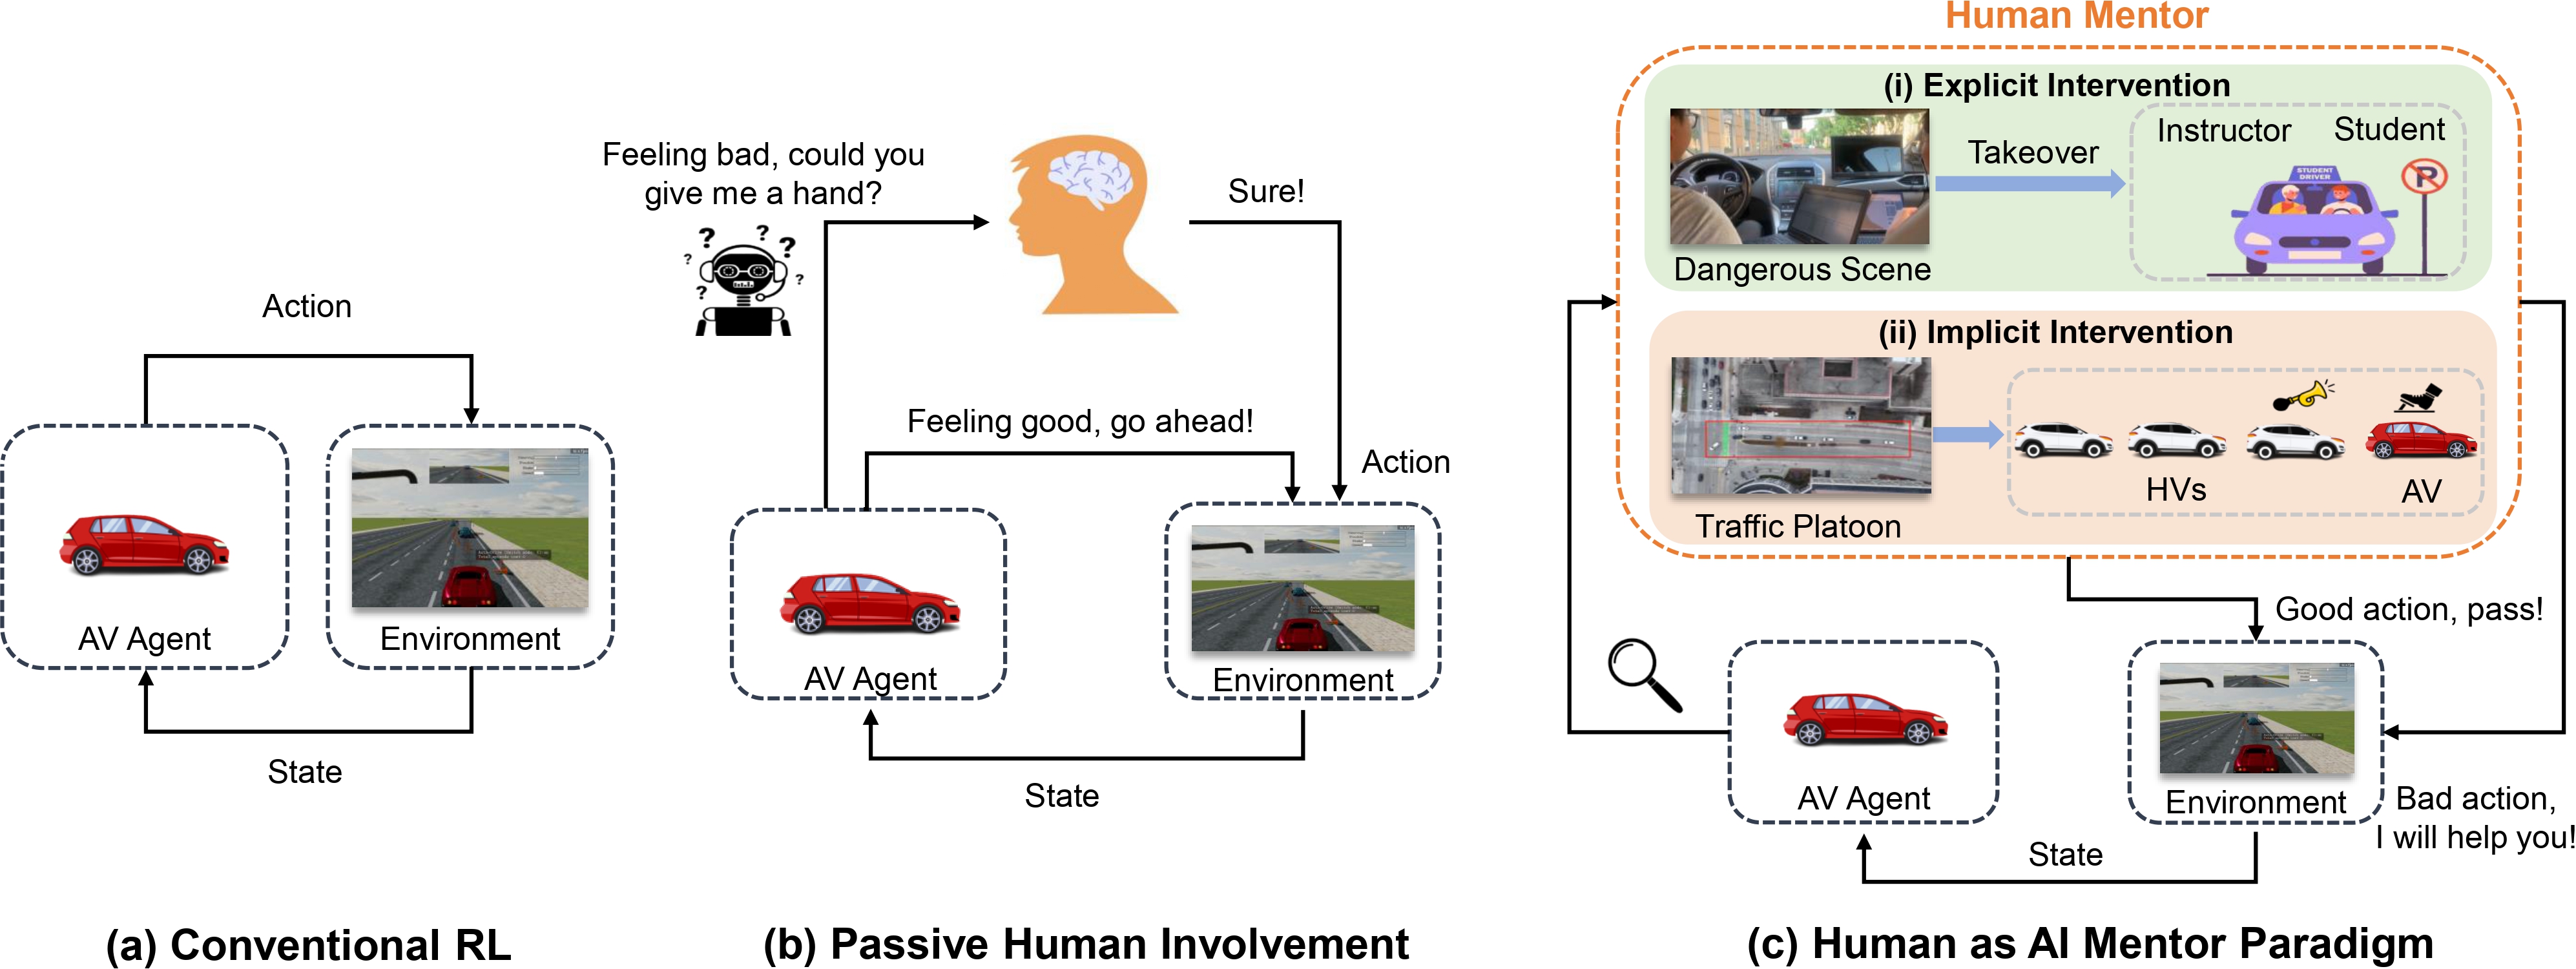 Action
AV Agent
Environment
State
(a) Conventional RL
Feeling bad, could you
give me a hand?
? ? ? ? ? ?
Sure!
Feeling good, go ahead!
Action
AV Agent
Environment
State
(b) Passive Human Involvement
Human Mentor
(i) Explicit Intervention
Dangerous Scene
Takeover
Instructor
Student
STUDENT
DRIVER
P
(ii) Implicit Intervention
Traffic Platoon
HVs
AV
Good action, pass!
AV Agent
Environment
Bad action,
I will help you!
State
(c) Human as AI Mentor Paradigm